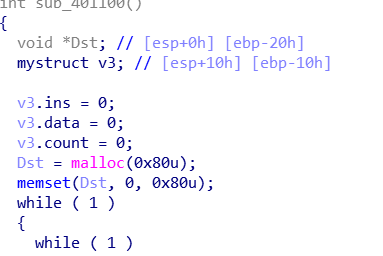 int sub_401100()
{
  void *Dst; // [esp+0h] [ebp-20h]
  mystruct v3; // [esp+10h] [ebp-10h]

  v3.ins = 0;
  v3.data = 0;
  v3.count = 0;
  Dst = malloc(0x80u);
  memset(Dst, 0, 0x80u);
  while ( 1 )
  {
    while ( 1 )